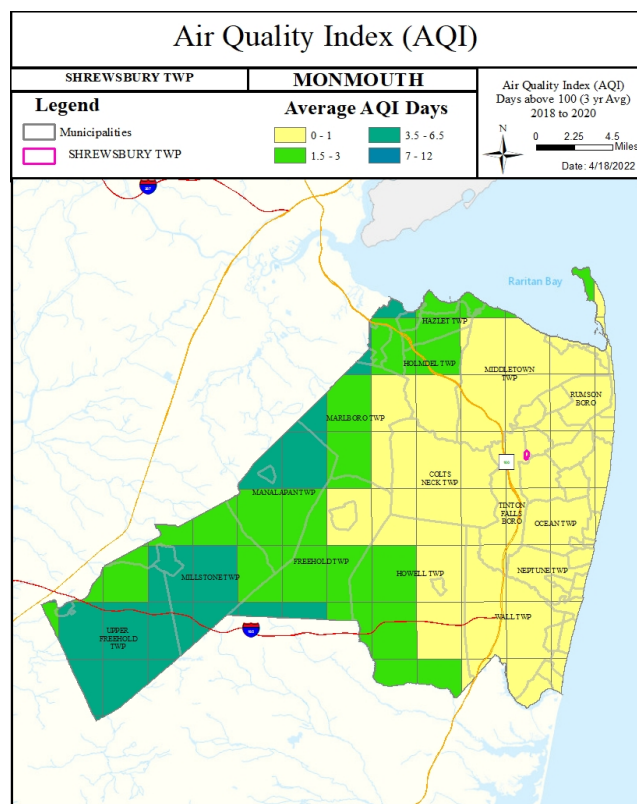 Air Quality Index (AQI)
SHREWSBURY TWP
MONMOUTH
Legend
Municipalities
SHREWSBURY TWP
Average AQI Days
0 - 1
3.5 - 6.5
1.5 - 3
7 - 12
Air Quality Index (AQI)
Days above 100 (3 yr Avg)
2018 to 2020
N
0 2.25 4.5
Miles
Date: 4/18/2022
Raritan Bay
HAZLET TWP
HOLMDEL TWP
MIDDLETOWN
TWP
RUMSON
BORO
MARLBORO TWP
COLTS
NECK TWP
MANALAPAN TWP
TINTON
FALLS
BORO
OCEAN TWP
FREEHOLD TWP
MILLSTONE TWP
HOWELL TWP
NEPTUNE TWP
WALL TWP
UPPER
FREEHOLD
TWP